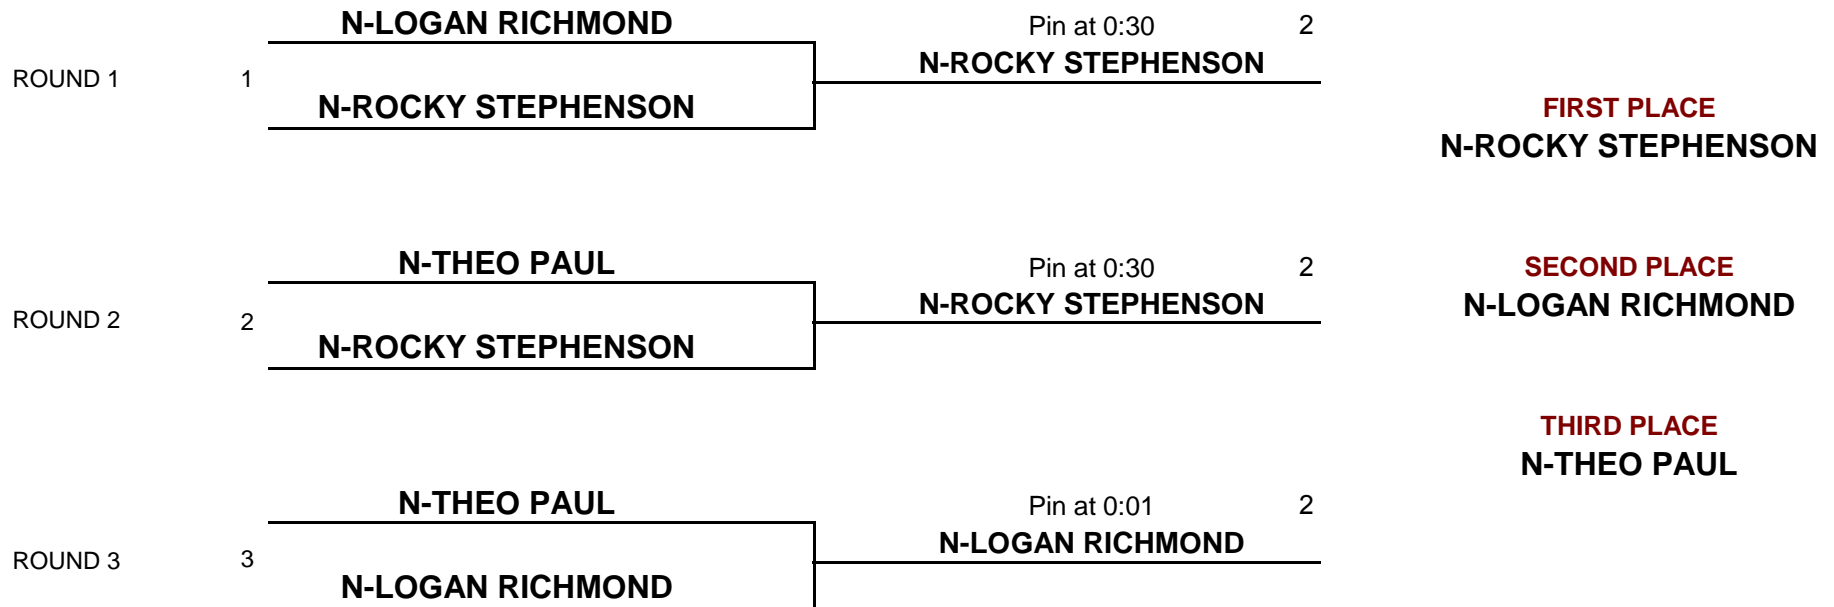 N-LOGAN RICHMOND
Pin at 0:30 2
ROUND 1 1
N-ROCKY STEPHENSON
N-ROCKY STEPHENSON
FIRST PLACE
N-ROCKY STEPHENSON
N-THEO PAUL
Pin at 0:30 2
SECOND PLACE
ROUND 2 2
N-ROCKY STEPHENSON
N-LOGAN RICHMOND
N-ROCKY STEPHENSON
THIRD PLACE
N-THEO PAUL
N-THEO PAUL
Pin at 0:01 2
ROUND 3 3
N-LOGAN RICHMOND
N-LOGAN RICHMOND